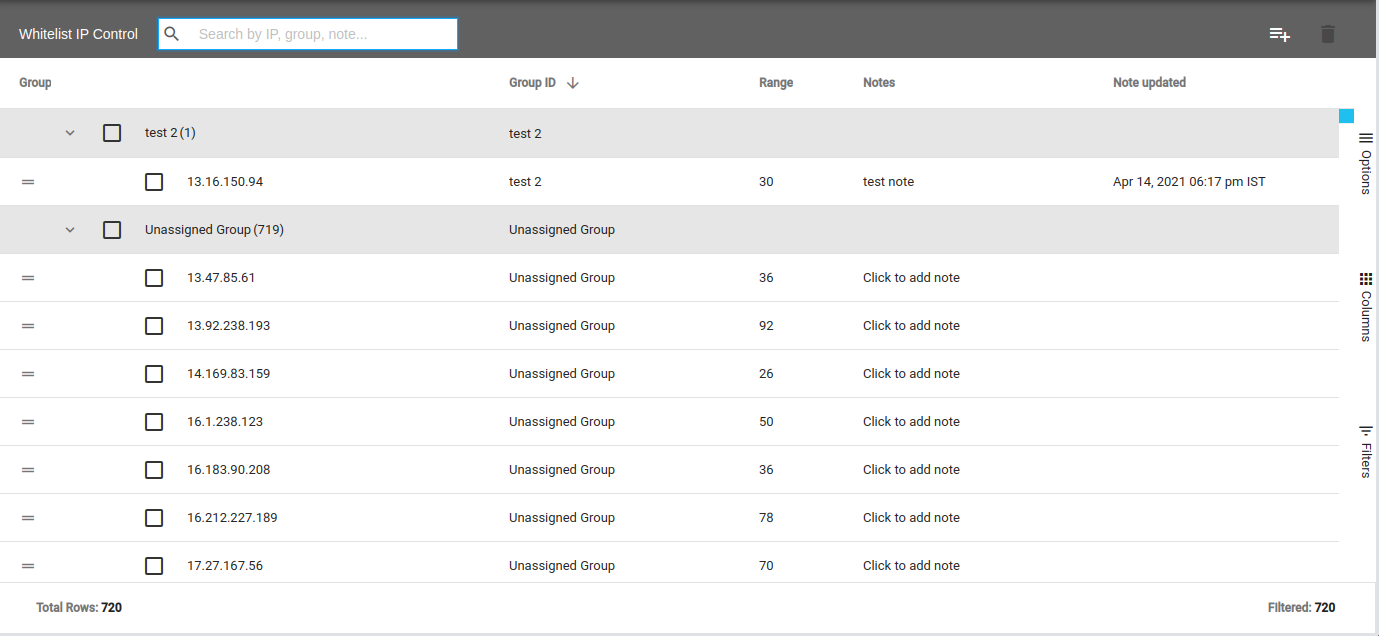 Whitelist IP Control Search by IP, group, note...
Group Group ID Range Notes Note updated
test 2 (1) test 2
13.16.150.94 test 2 30 test note Apr 14, 2021 06:17 pm IST
Unassigned Group (719) Unassigned Group
13.47.85.61 Unassigned Group 36 Click to add note
13.92.238.193 Unassigned Group 92 Click to add note
14.169.83.159 Unassigned Group 26 Click to add note
16.1.238.123 Unassigned Group 50 Click to add note
16.183.90.208 Unassigned Group 36 Click to add note
16.212.227.189 Unassigned Group 78 Click to add note
17.27.167.56 Unassigned Group 70 Click to add note
Options
Columns
Filters
Total Rows: 720 Filtered: 720